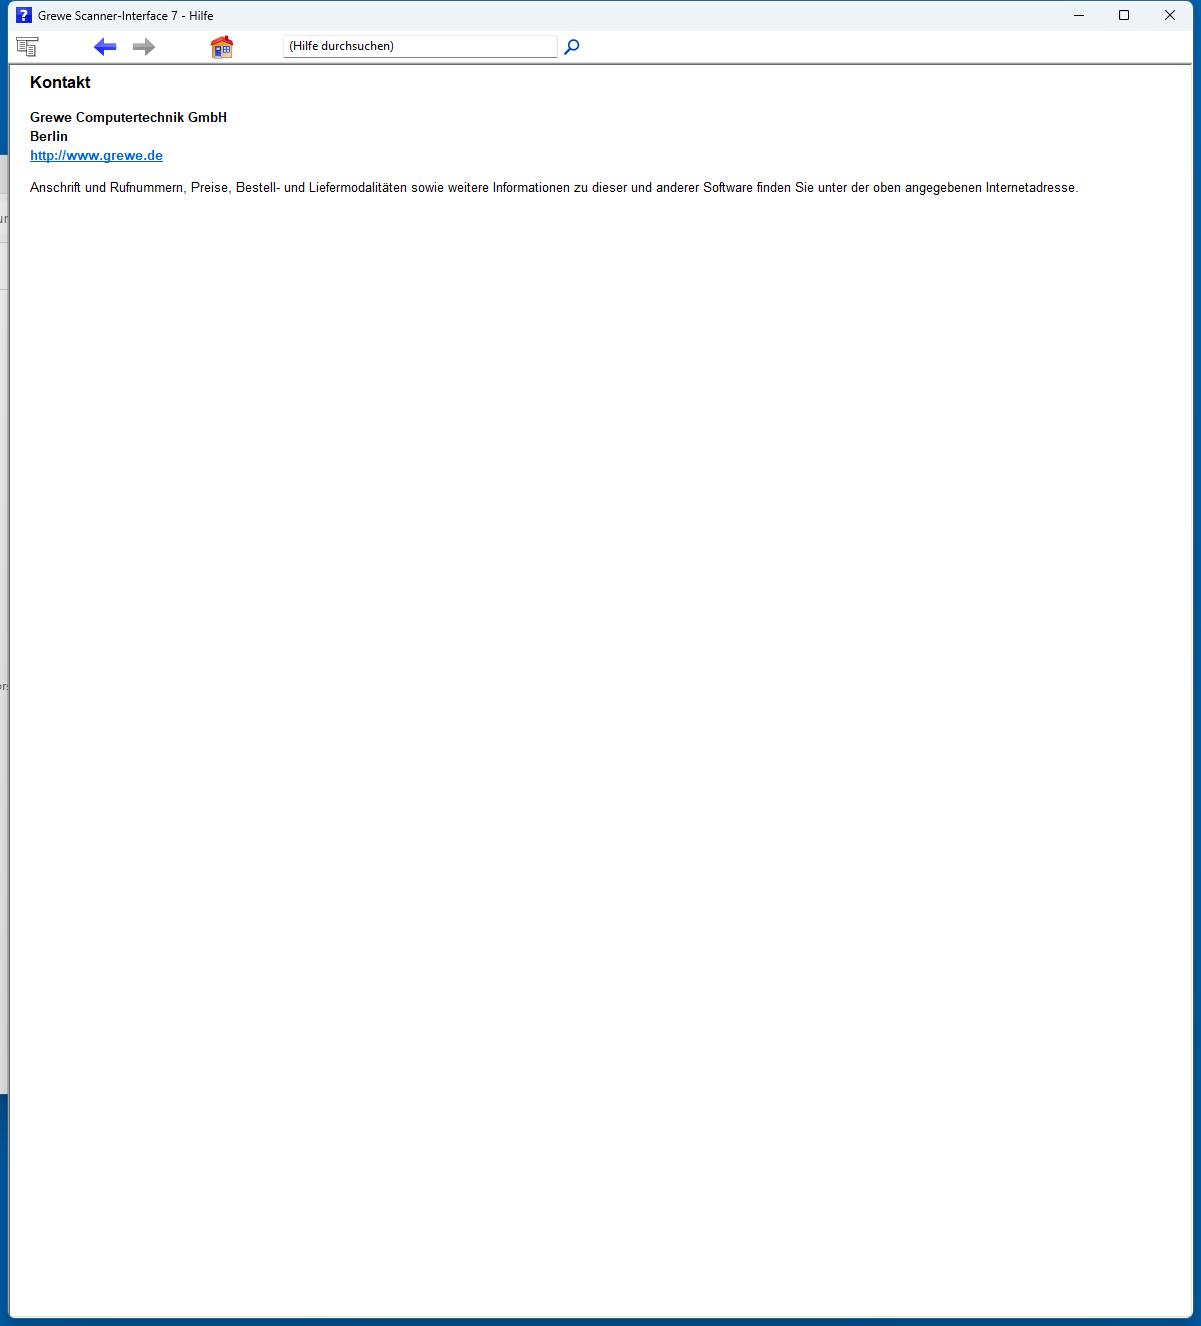 Grewe Scanner-Interface 7 - Hilfe
(Hilfe durchsuchen)
Kontakt
Grewe Computertechnik GmbH
Berlin
http://www.grewe.de
Anschrift und Rufnummern, Preise, Bestell- und Liefermodalitäten sowie weitere Informationen zu dieser und anderer Software finden Sie unter der oben angegebenen Internetadresse.